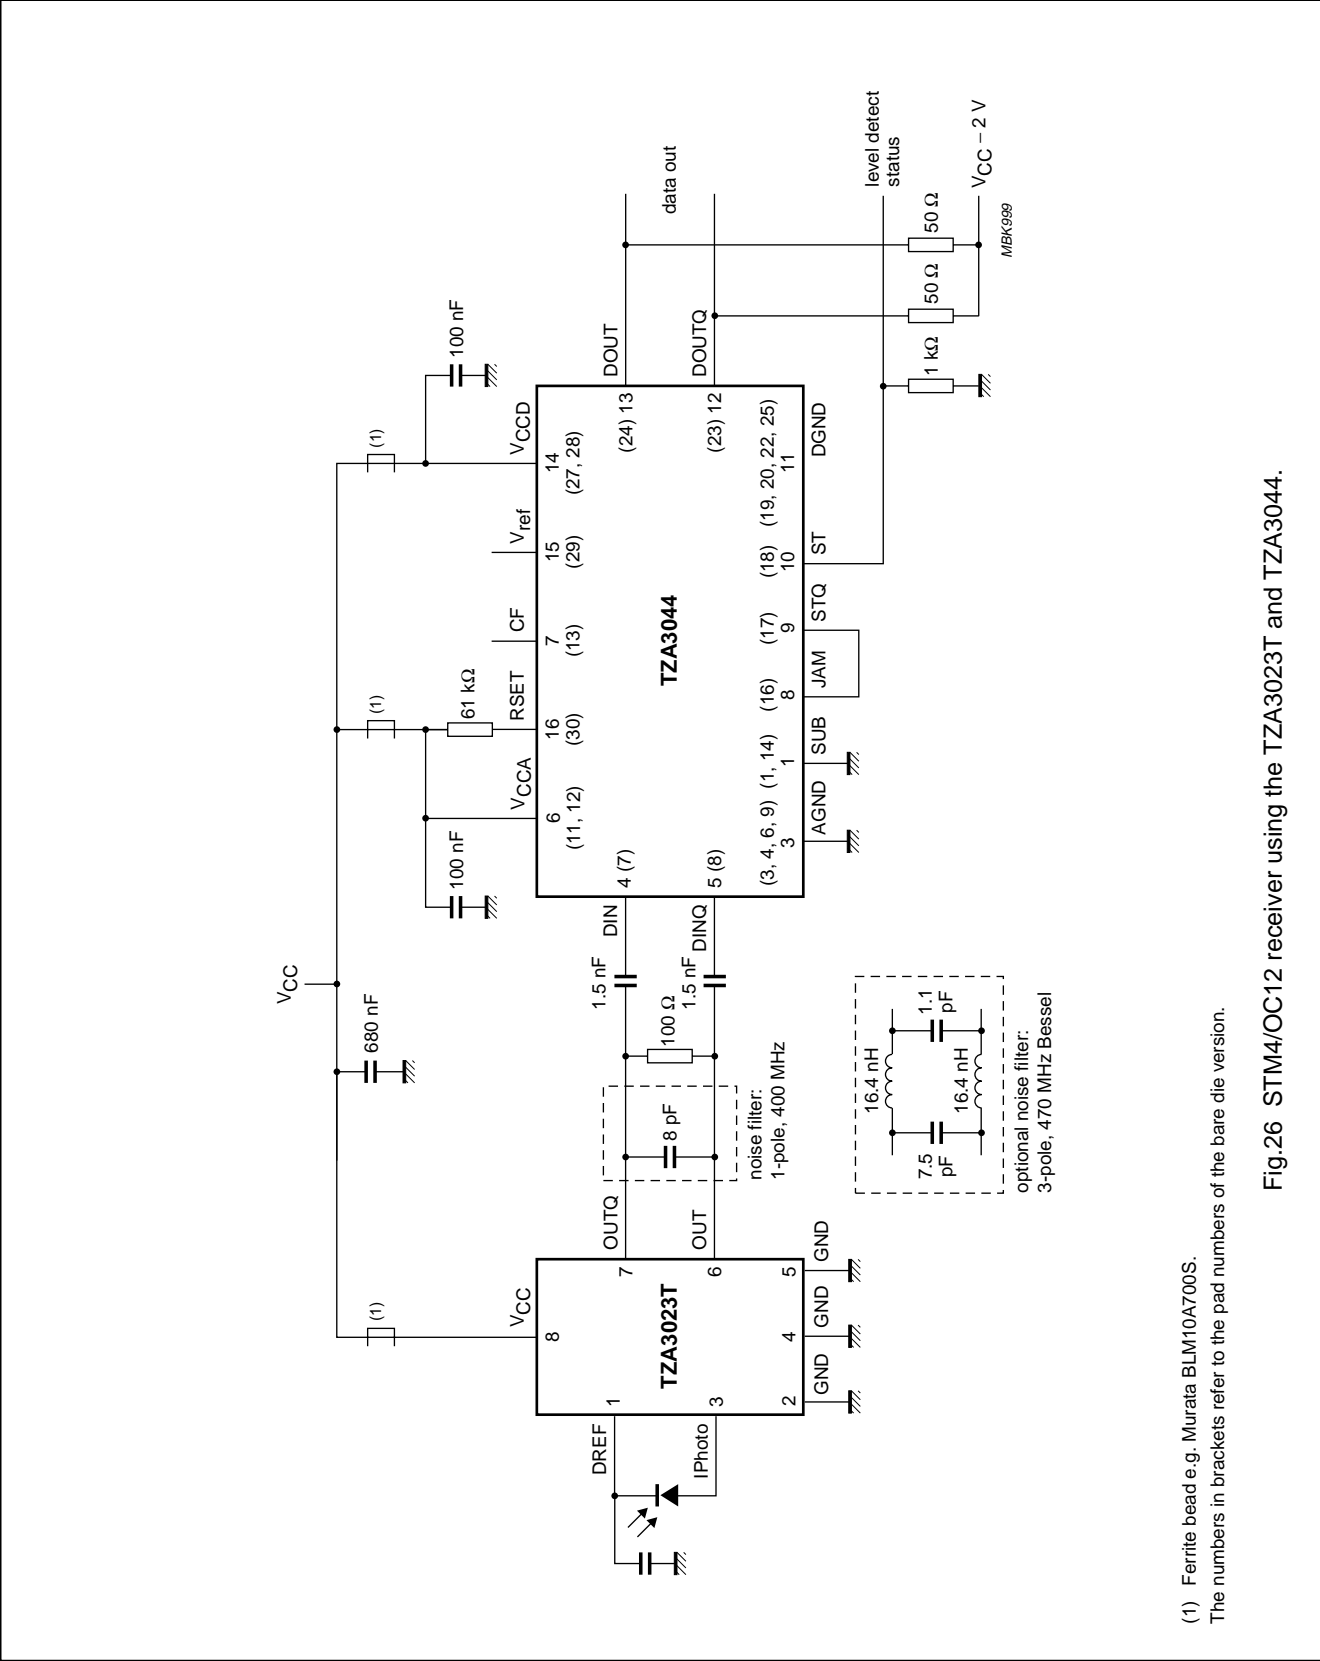 VCC
680 nF
(1)
(1)
(1)
100 nF
61 kΩ
100 nF
VCC
VCCA
RSET
CF
Vref
VCCD
8
6
(11, 12)
16
(30)
7
(13)
15
(29)
14
(27, 28)
DREF
1
TZA3023T
7
OUTQ
1.5 nF
DIN
4 (7)
TZA3044
(24) 13
DOUT
data out
8 pF
100 Ω
IPhoto
3
6
OUT
1.5 nF
DINQ
5 (8)
(23) 12
DOUTQ
noise filter:
1-pole, 400 MHz
2
4
5
GND
GND
GND
(3, 4, 6, 9)
3
(1, 14)
1
(16)
8
(17)
9
(18)
10
(19, 20, 22, 25)
11
AGND
SUB
JAM
STQ
ST
DGND
level detect
status
1 kΩ
50 Ω
50 Ω
VCC − 2 V
MBK999
16.4 nH
7.5
pF
1.1
pF
16.4 nH
optional noise filter:
3-pole, 470 MHz Bessel
(1) Ferrite bead e.g. Murata BLM10A700S.
The numbers in brackets refer to the pad numbers of the bare die version.
Fig.26 STM4/OC12 receiver using the TZA3023T and TZA3044.